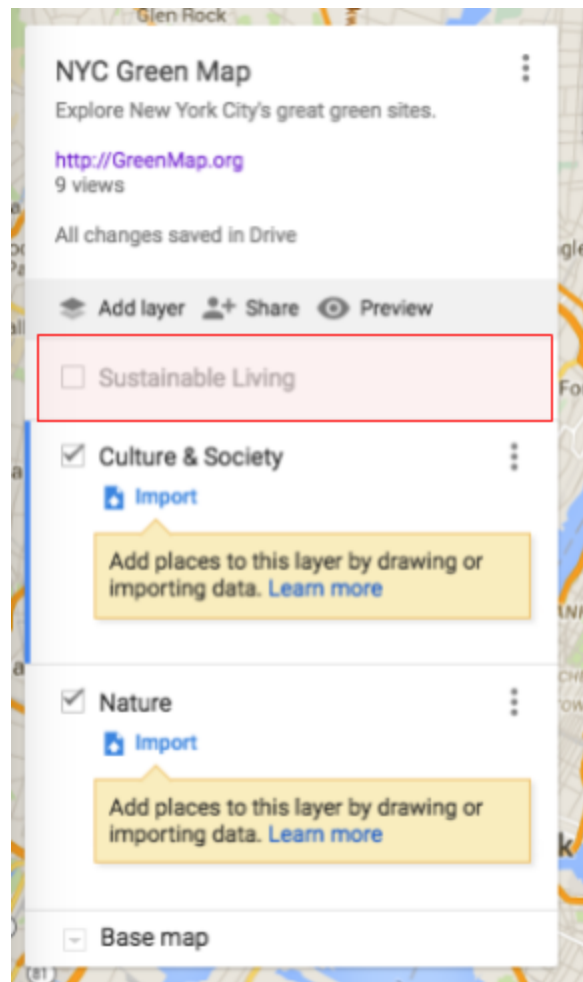 Glen Rock
NYC Green Map
Explore New York City's great green sites.
http://GreenMap.org
9 views
All changes saved in Drive
Add layer Share Preview
Sustainable Living
Culture & Society
Import
Add places to this layer by drawing or
importing data. Learn more
Nature
Import
Add places to this layer by drawing or
importing data. Learn more
Base map
(81)